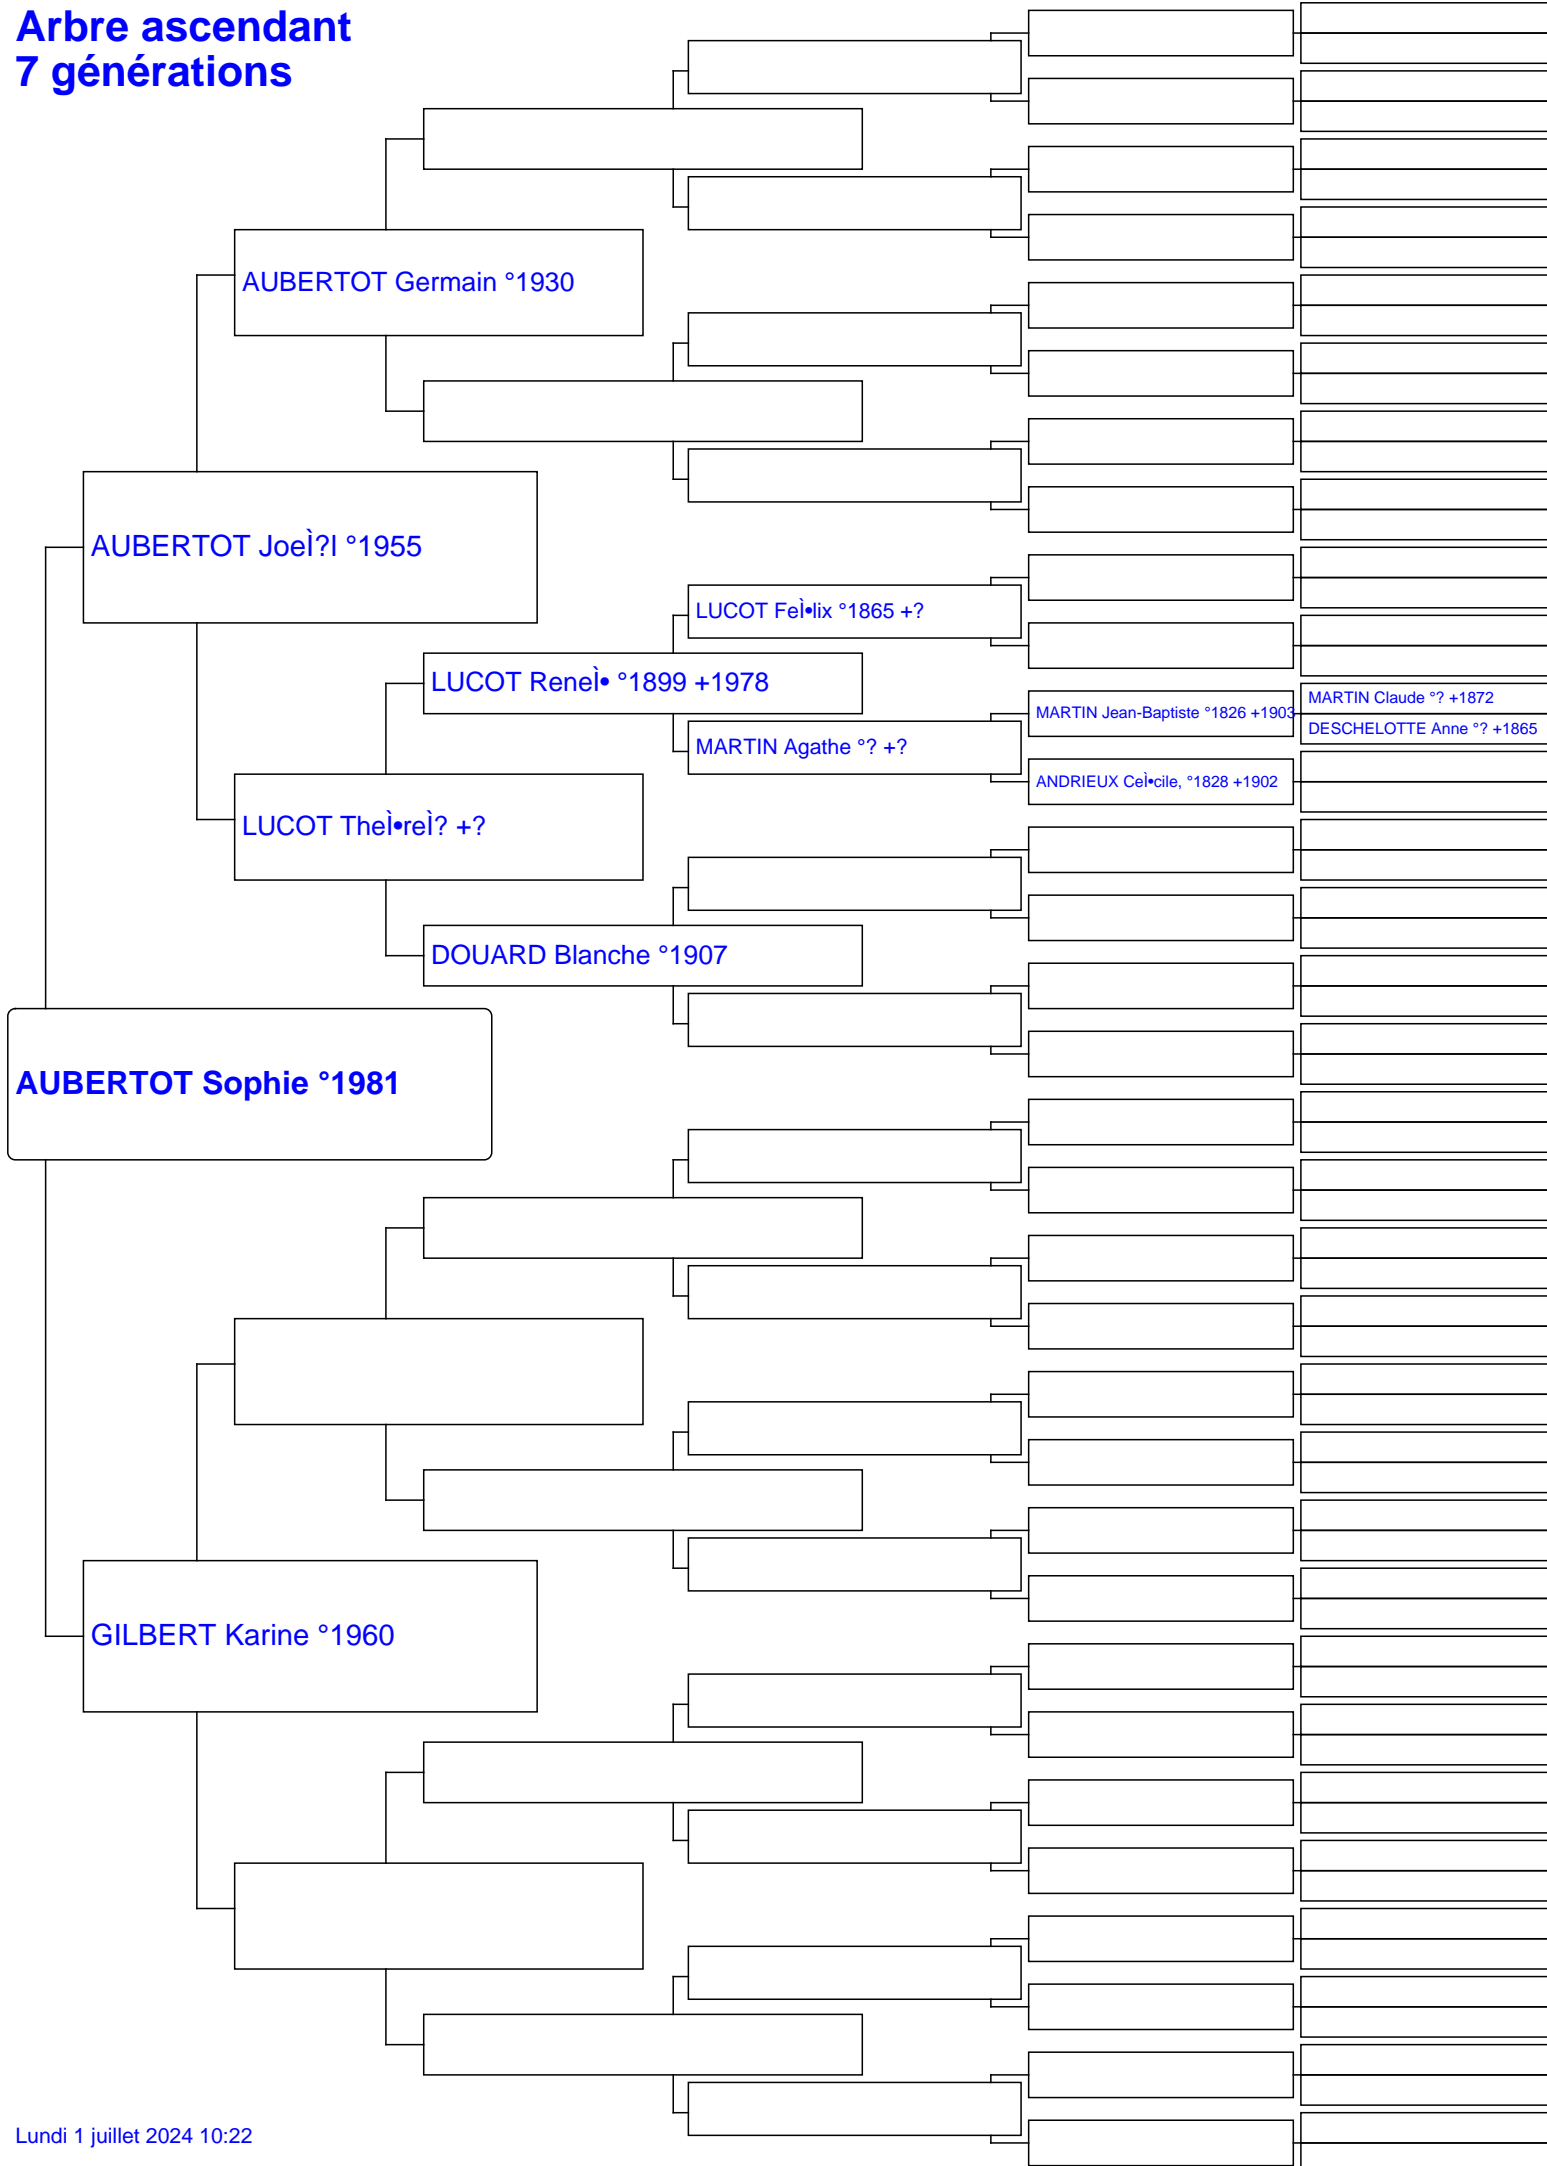 Arbre ascendant
7 générations
AUBERTOT Germain °1930
AUBERTOT JoeÌ?l °1955
LUCOT FeÌ•lix °1865 +?
LUCOT ReneÌ• °1899 +1978
MARTIN Claude °? +1872
MARTIN Jean-Baptiste °1826 +1903
DESCHELOTTE Anne °? +1865
MARTIN Agathe °? +?
ANDRIEUX CeÌ•cile, °1828 +1902
LUCOT TheÌ•reÌ? +?
DOUARD Blanche °1907
AUBERTOT Sophie °1981
GILBERT Karine °1960
Lundi 1 juillet 2024 10:22